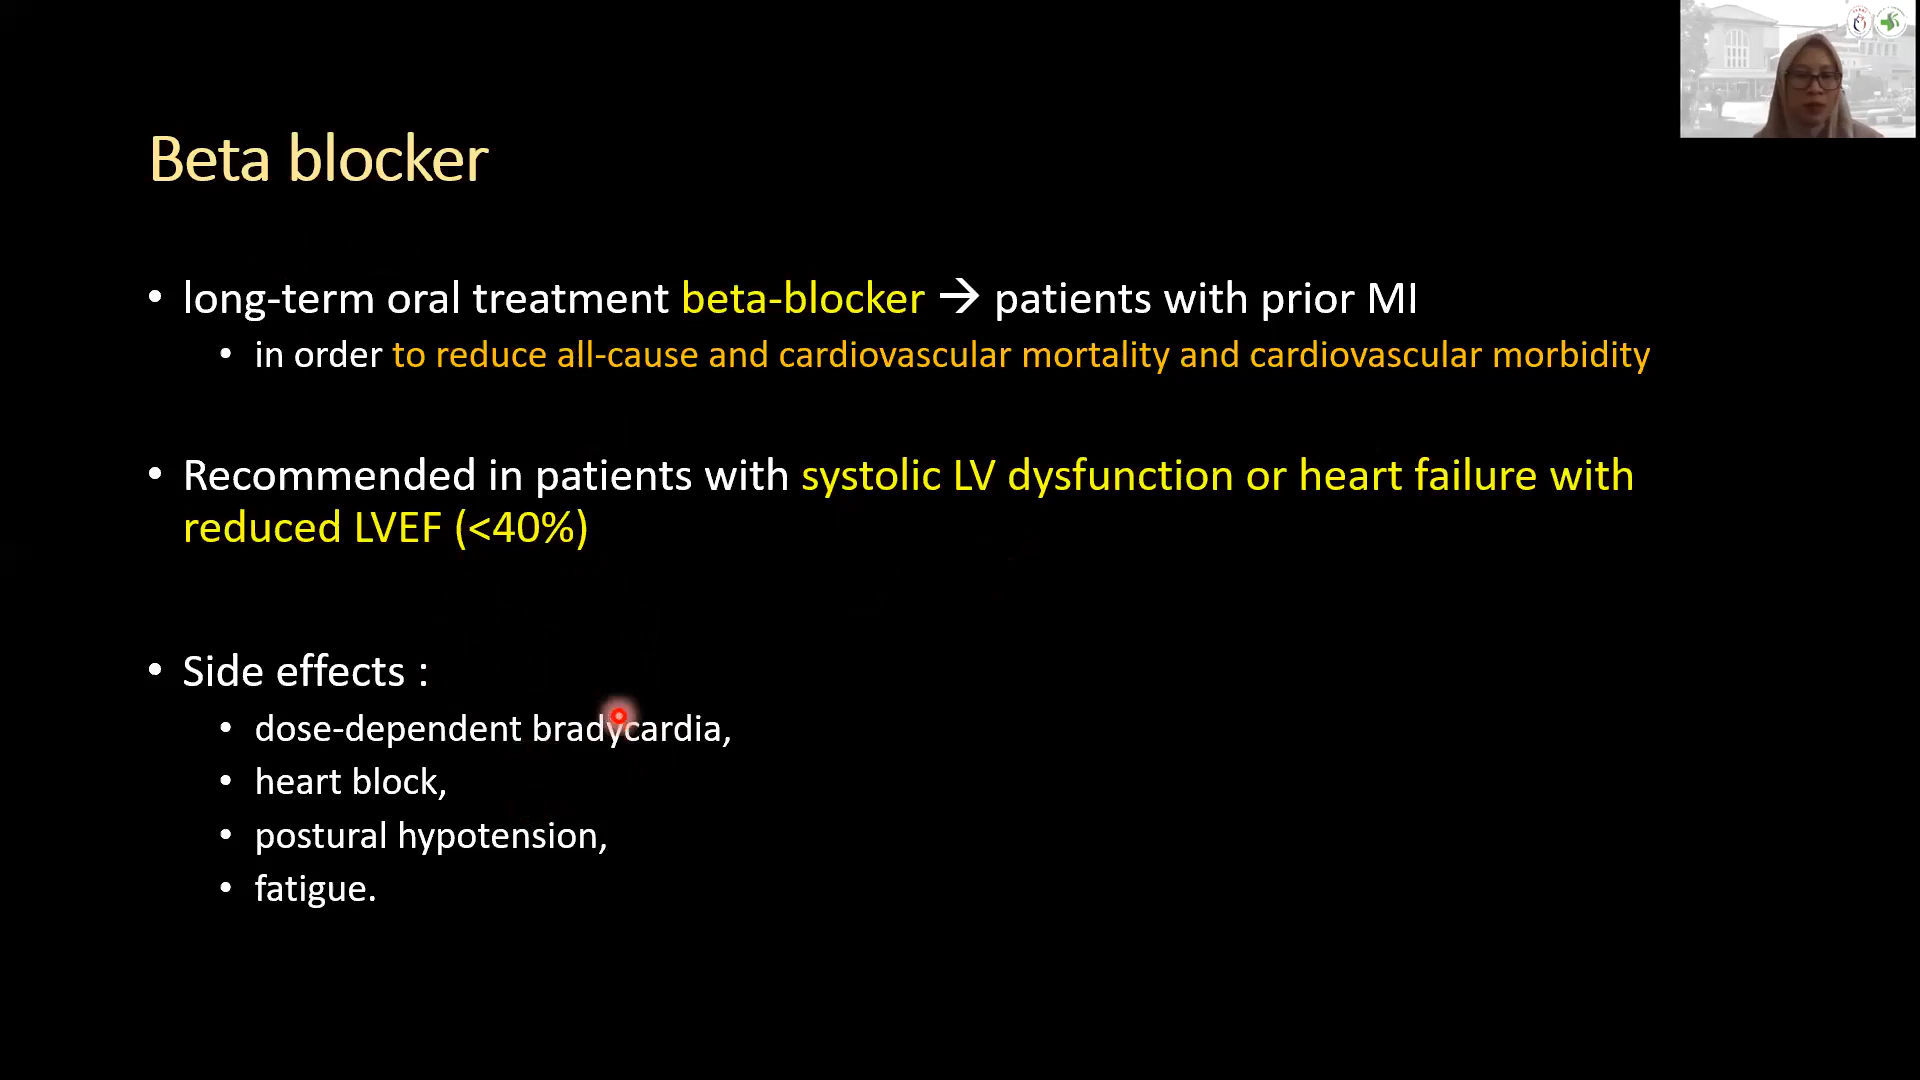 Beta blocker
• long-term oral treatment beta-blocker → patients with prior MI
• in order to reduce all-cause and cardiovascular mortality and cardiovascular morbidity
• Recommended in patients with systolic LV dysfunction or heart failure with
reduced LVEF (<40%)
• Side effects :
• dose-dependent bradycardia,
• heart block,
• postural hypotension,
• fatigue.